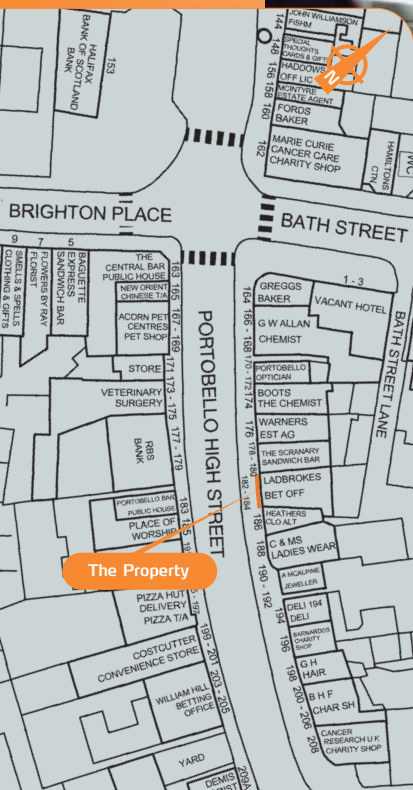 144
JOHN WILLIAMSON
FISHM
148
SPECIAL
THOUGHTS
CARDS & GIFTS
156
HADDOWS
OFF LIC
158
MCINTYRE
ESTATE AGENT
160
FORDS
BAKER
162
MARIE CURIE
CANCER CARE
CHARITY SHOP
HAMILTONS
CTN
WC
N
HALIFAX
BANK OF SCOTLAND
BANK
153
BRIGHTON PLACE
BATH STREET
9
7
5
SMELLS & SPELLS
CLOTHING & GIFTS
FLOWERS BY RAY
FLORIST
BAGUETTE
EXPRESS
SANDWICH BAR
THE
CENTRAL BAR
PUBLIC HOUSE
163
NEW ORIENT
CHINESE T/A
165
ACORN PET
CENTRES
PET SHOP
167 - 169
STORE
171
VETERINARY
SURGERY
173 - 175
RBS
BANK
177 - 179
PORTOBELLO BAR
PUBLIC HOUSE
183
PLACE OF
WORSHIP
185
PORTOBELLO HIGH STREET
164
GREGGS
BAKER
1 - 3
VACANT HOTEL
BATH STREET LANE
166 - 168
G W ALLAN
CHEMIST
170 - 172
PORTOBELLO
OPTICIAN
174
BOOTS
THE CHEMIST
176
WARNERS
EST AG
178 - 180
THE SCRANARY
SANDWICH BAR
182 - 184
LADBROKES
BET OFF
186
HEATHERS
CLO ALT
188
C & MS
LADIES WEAR
190 - 192
A MCALPINE
JEWELLER
194
DELI 194
DELI
196
BARNARDOS
CHARITY
SHOP
198
G H
HAIR
200 - 206
B H F
CHAR SH
208
CANCER
RESEARCH U K
CHARITY SHOP
The Property
PIZZA HUT
DELIVERY
PIZZA T/A
COSTCUTTER
CONVENIENCE STORE
199 - 201
WILLIAM HILL
BETTING
OFFICE
203 - 205
YARD
209A
DEMIS